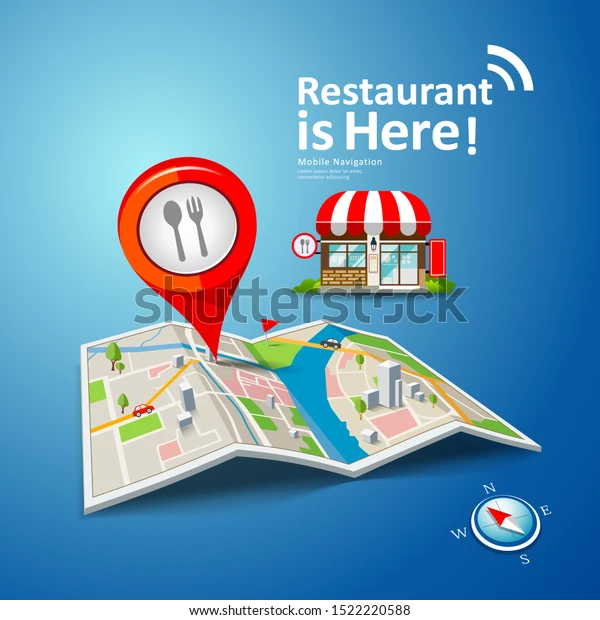 Restaurant
is Here!
Mobile Navigation
Lorem ipsum dolor sit amet,
consectetur adipiscing
N
E
W
S
shutterstock
www.shutterstock.com · 1522220588